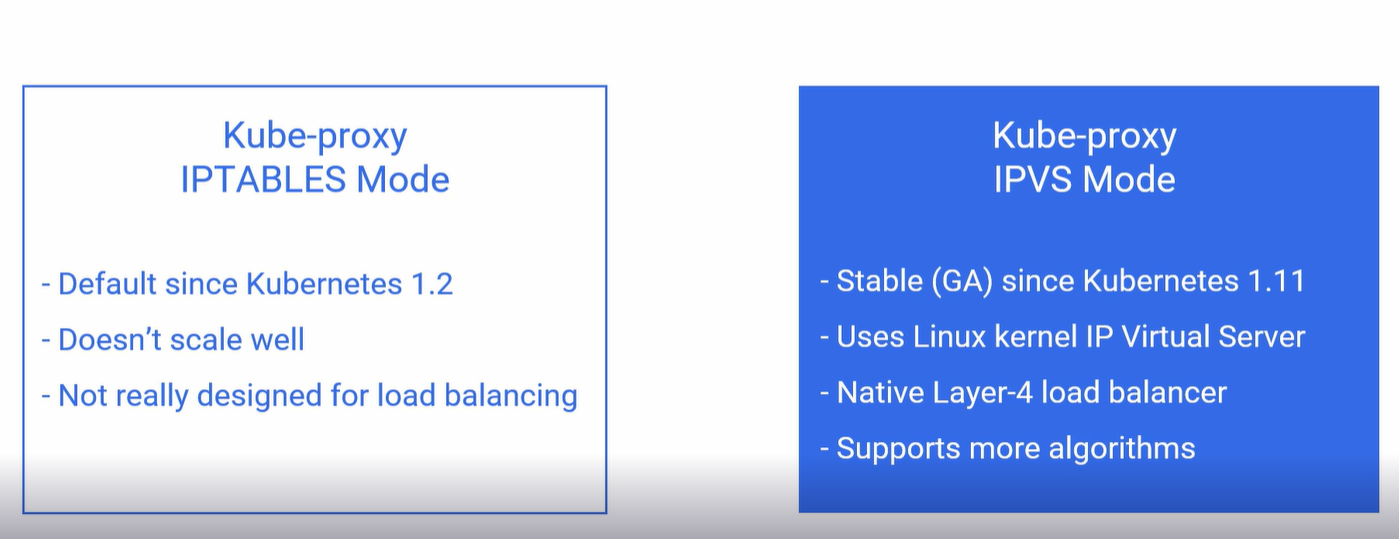 Kube-proxy
IPTABLES Mode
- Default since Kubernetes 1.2
- Doesn’t scale well
- Not really designed for load balancing
Kube-proxy
IPVS Mode
- Stable (GA) since Kubernetes 1.11
- Uses Linux kernel IP Virtual Server
- Native Layer-4 load balancer
- Supports more algorithms